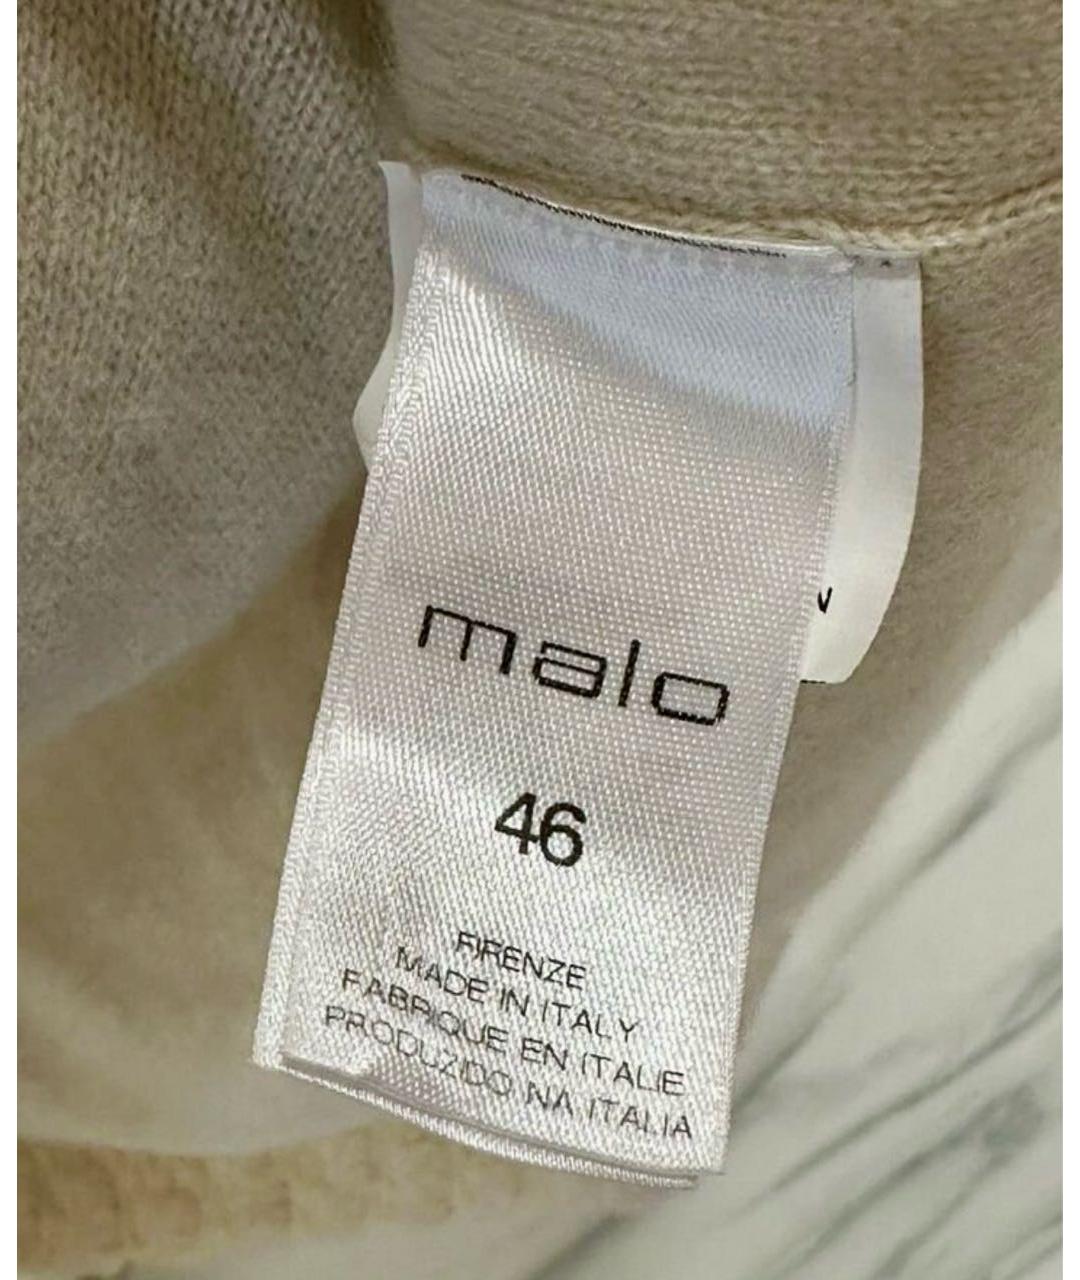 malo
46
FIRENZE
MADE IN ITALY
FABRIQUE EN ITALIE
PRODUZIDO NA ITALIA
N